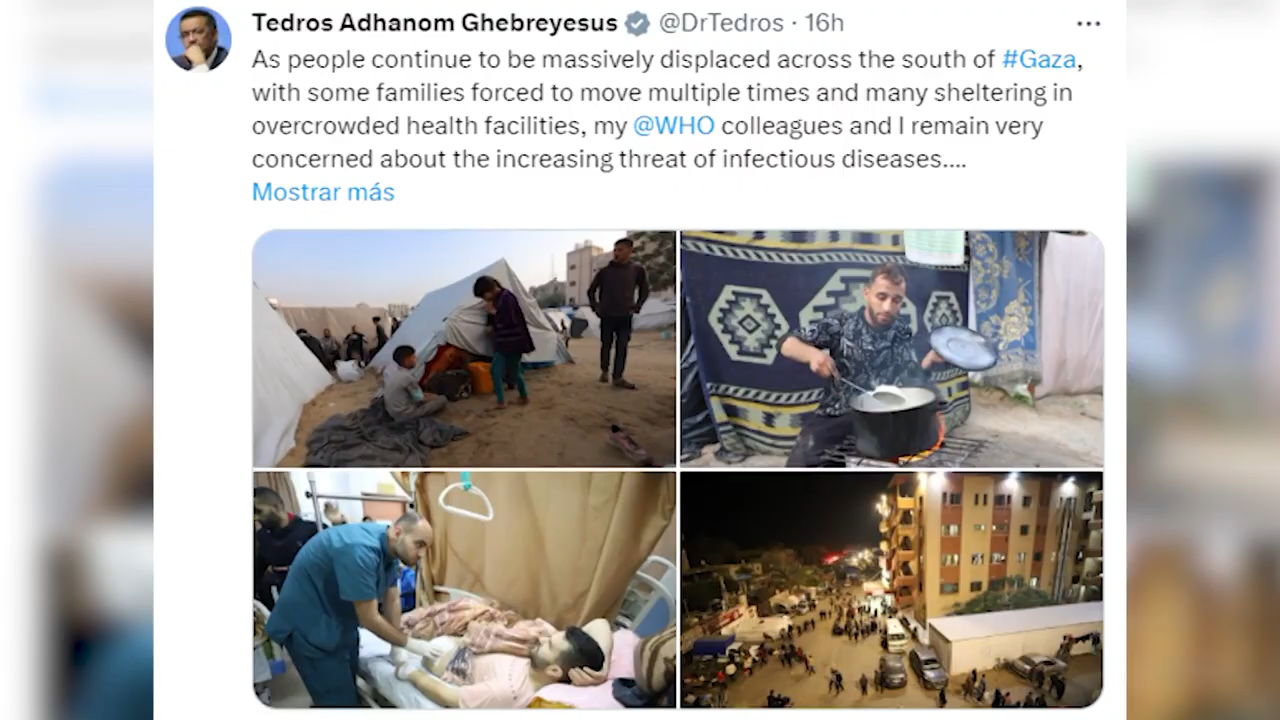 Tedros Adhanom Ghebreyesus @DrTedros · 16h
As people continue to be massively displaced across the south of #Gaza,
with some families forced to move multiple times and many sheltering in
overcrowded health facilities, my @WHO colleagues and I remain very
concerned about the increasing threat of infectious diseases....
Mostrar más